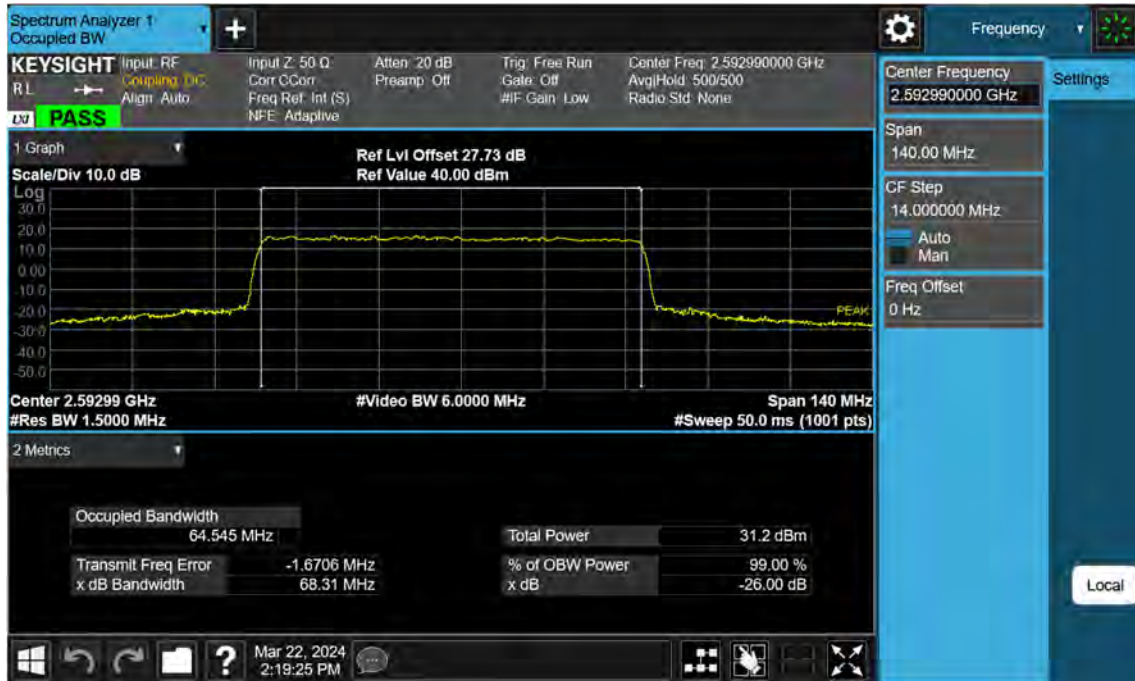 Spectrum Analyzer 1
Occupied BW
Frequency
KEYSIGHT
Input: RF
Coupling: DC
Align: Auto
Input Z: 50 Ω
Corr CCorr
Freq Ref: Int (S)
NFE: Adaptive
Atten: 20 dB
Preamp: Off
Trig: Free Run
Gate: Off
#IF Gain: Low
Center Freq: 2.592990000 GHz
Avg|Hold: 500/500
Radio Std: None
R L
LXI
PASS
1 Graph
Scale/Div 10.0 dB
Ref Lvl Offset 27.73 dB
Ref Value 40.00 dBm
Log
30.0
20.0
10.0
0.00
-10.0
-20.0
-30.0
-40.0
-50.0
PEAK
Center 2.59299 GHz
#Video BW 6.0000 MHz
Span 140 MHz
#Res BW 1.5000 MHz
#Sweep 50.0 ms (1001 pts)
2 Metrics
Occupied Bandwidth
64.545 MHz
Total Power 31.2 dBm
Transmit Freq Error -1.6706 MHz
% of OBW Power 99.00 %
x dB Bandwidth 68.31 MHz
x dB -26.00 dB
Mar 22, 2024
2:19:25 PM
?
Center Frequency
2.592990000 GHz
Settings
Span
140.00 MHz
CF Step
14.000000 MHz
Auto
Man
Freq Offset
0 Hz
Local